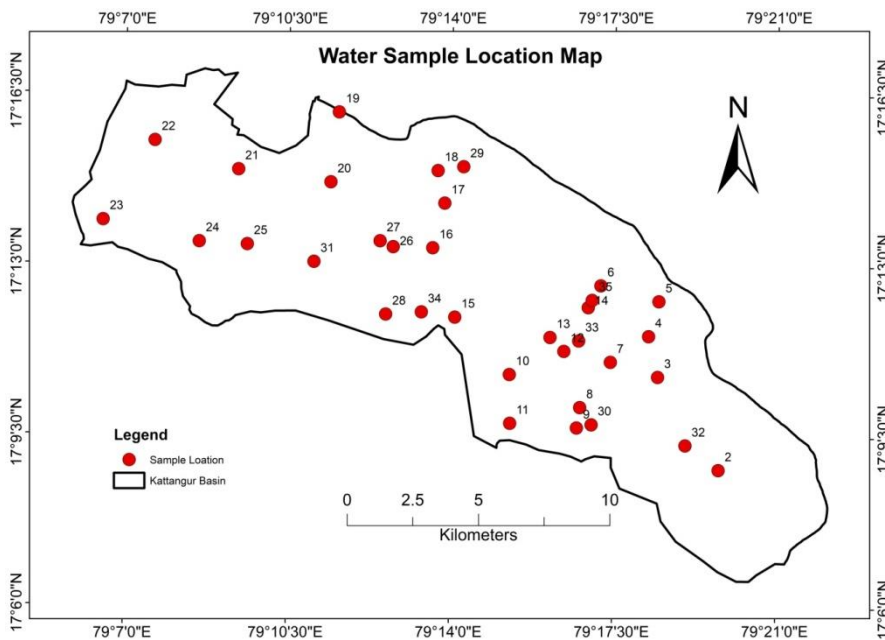 79°7'0"E 79°10'30"E 79°14'0"E 79°17'30"E 79°21'0"E
Water Sample Location Map
17°16'30"N 17°16'30"N
N
19
22
18 29
21
20
17
23
24 25 27 26 16
31
17°13'0"N 17°13'0"N
6
35 5
14
28 34 15
4
13 33
12
7
10 3
8
11 9 30
32
2
17°9'30"N 17°9'30"N
Legend
Sample Loation
Kattangur Basin
0 2.5 5 10
Kilometers
17°6'0"N 17°6'0"N
79°7'0"E 79°10'30"E 79°14'0"E 79°17'30"E 79°21'0"E